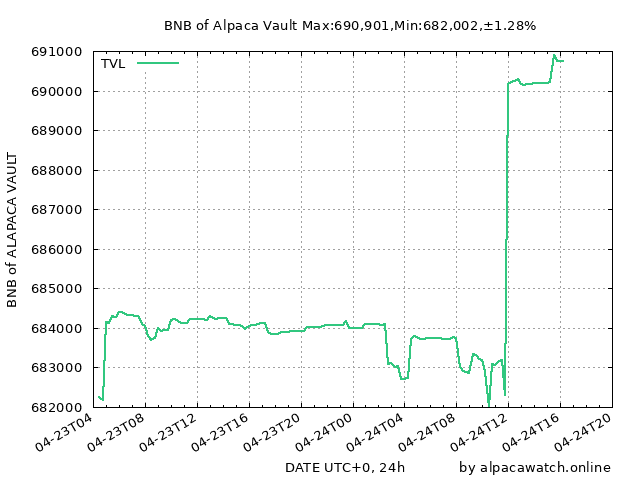 BNB of Alpaca Vault Max:690,901,Min:682,002,±1.28%
TVL
691000
690000
689000
688000
687000
686000
685000
684000
683000
682000
BNB of ALAPACA VAULT
04-23T04
04-23T08
04-23T12
04-23T16
04-23T20
04-24T00
04-24T04
04-24T08
04-24T12
04-24T16
04-24T20
DATE UTC+0, 24h
by alpacawatch.online